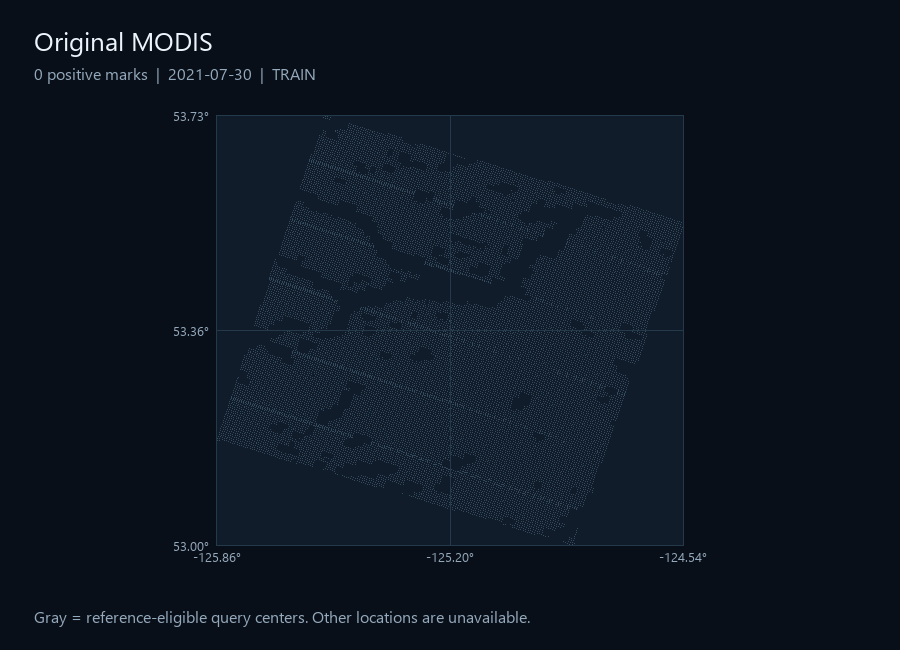 Original MODIS
0 positive marks | 2021-07-30 | TRAIN
53.73°
53.36°
53.00°
-125.86°
-125.20°
-124.54°
Gray = reference-eligible query centers. Other locations are unavailable.